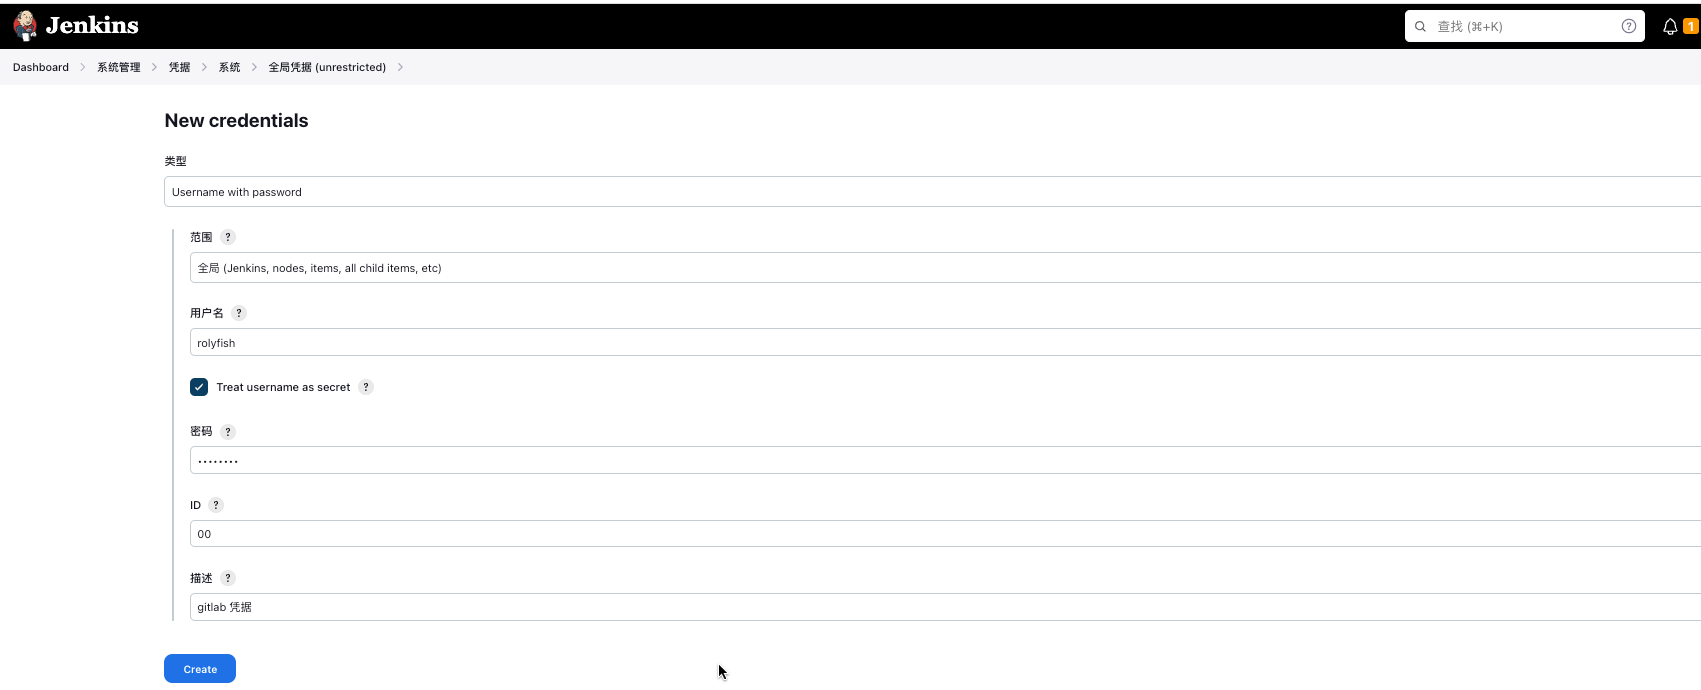 Jenkins
查找 (⌘+K)
?
1
Dashboard > 系统管理 > 凭据 > 系统 > 全局凭据 (unrestricted) >
New credentials
类型
Username with password
范围 ?
全局 (Jenkins, nodes, items, all child items, etc)
用户名 ?
rolyfish
Treat username as secret ?
密码 ?
········
ID ?
00
描述 ?
gitlab 凭据
Create